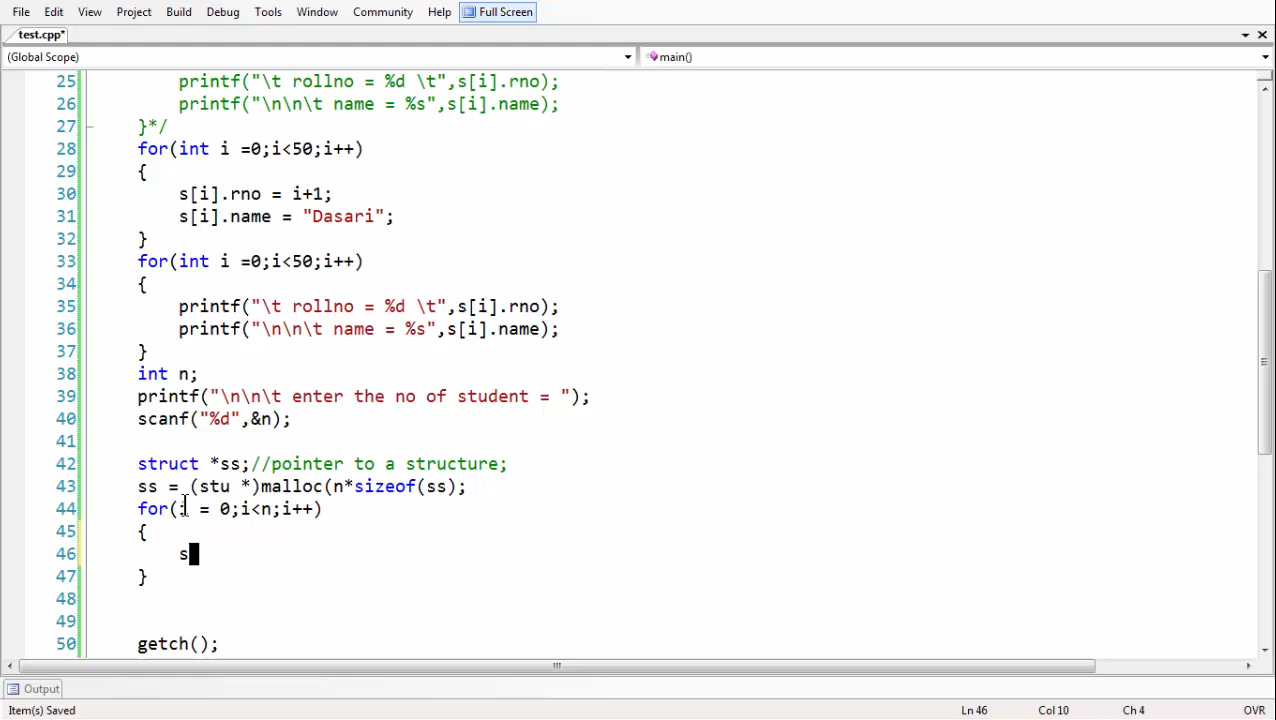 File Edit View Project Build Debug Tools Window Community Help Full Screen
test.cpp*
(Global Scope) main()
25 printf("\t rollno = %d \t",s[i].rno);
26 printf("\n\n\t name = %s",s[i].name);
27 }*/
28 for(int i =0;i<50;i++)
29 {
30 s[i].rno = i+1;
31 s[i].name = "Dasari";
32 }
33 for(int i =0;i<50;i++)
34 {
35 printf("\t rollno = %d \t",s[i].rno);
36 printf("\n\n\t name = %s",s[i].name);
37 }
38 int n;
39 printf("\n\n\t enter the no of student = ");
40 scanf("%d",&n);
41
42 struct *ss;//pointer to a structure;
43 ss = (stu *)malloc(n*sizeof(ss);
44 for(i = 0;i<n;i++)
45 {
46 s
47 }
48
49
50 getch();
Output
Item(s) Saved Ln 46 Col 10 Ch 4 OVR